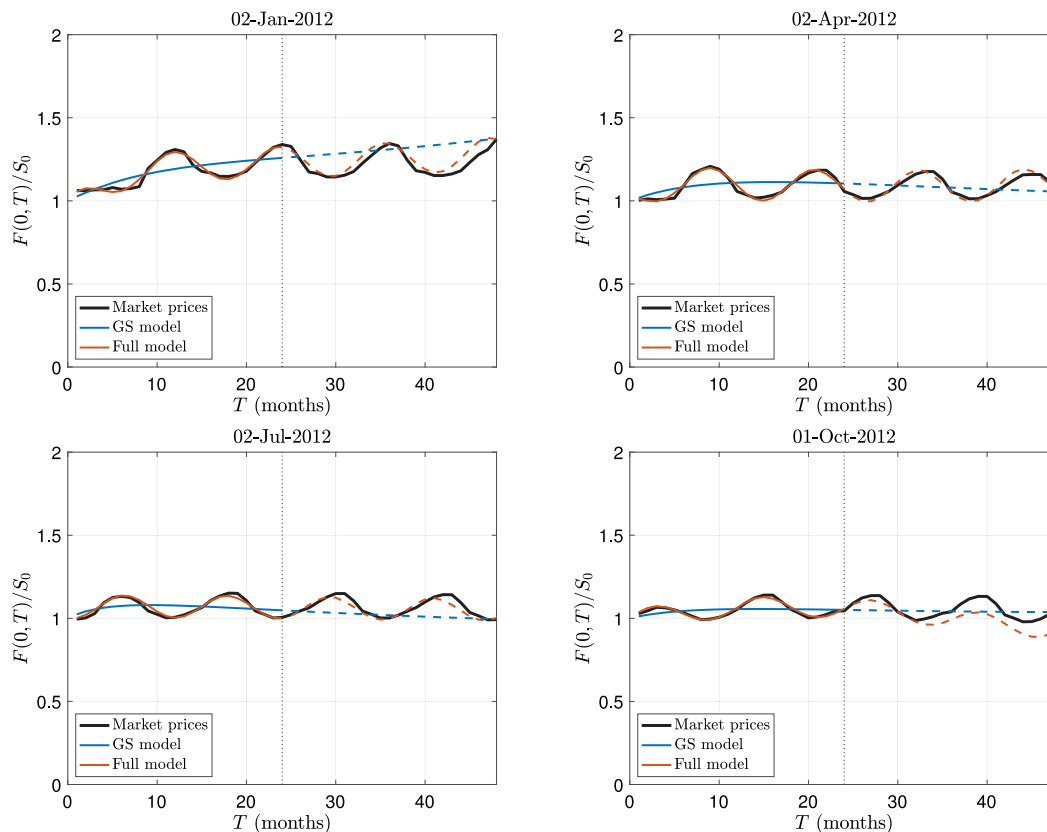 02-Jan-2012
2
1.5
1
0.5
0
F(0, T)/S₀
Market prices
GS model
Full model
0 10 20 30 40
T (months)
02-Apr-2012
2
1.5
1
0.5
0
F(0, T)/S₀
Market prices
GS model
Full model
0 10 20 30 40
T (months)
02-Jul-2012
2
1.5
1
0.5
0
F(0, T)/S₀
Market prices
GS model
Full model
0 10 20 30 40
T (months)
01-Oct-2012
2
1.5
1
0.5
0
F(0, T)/S₀
Market prices
GS model
Full model
0 10 20 30 40
T (months)